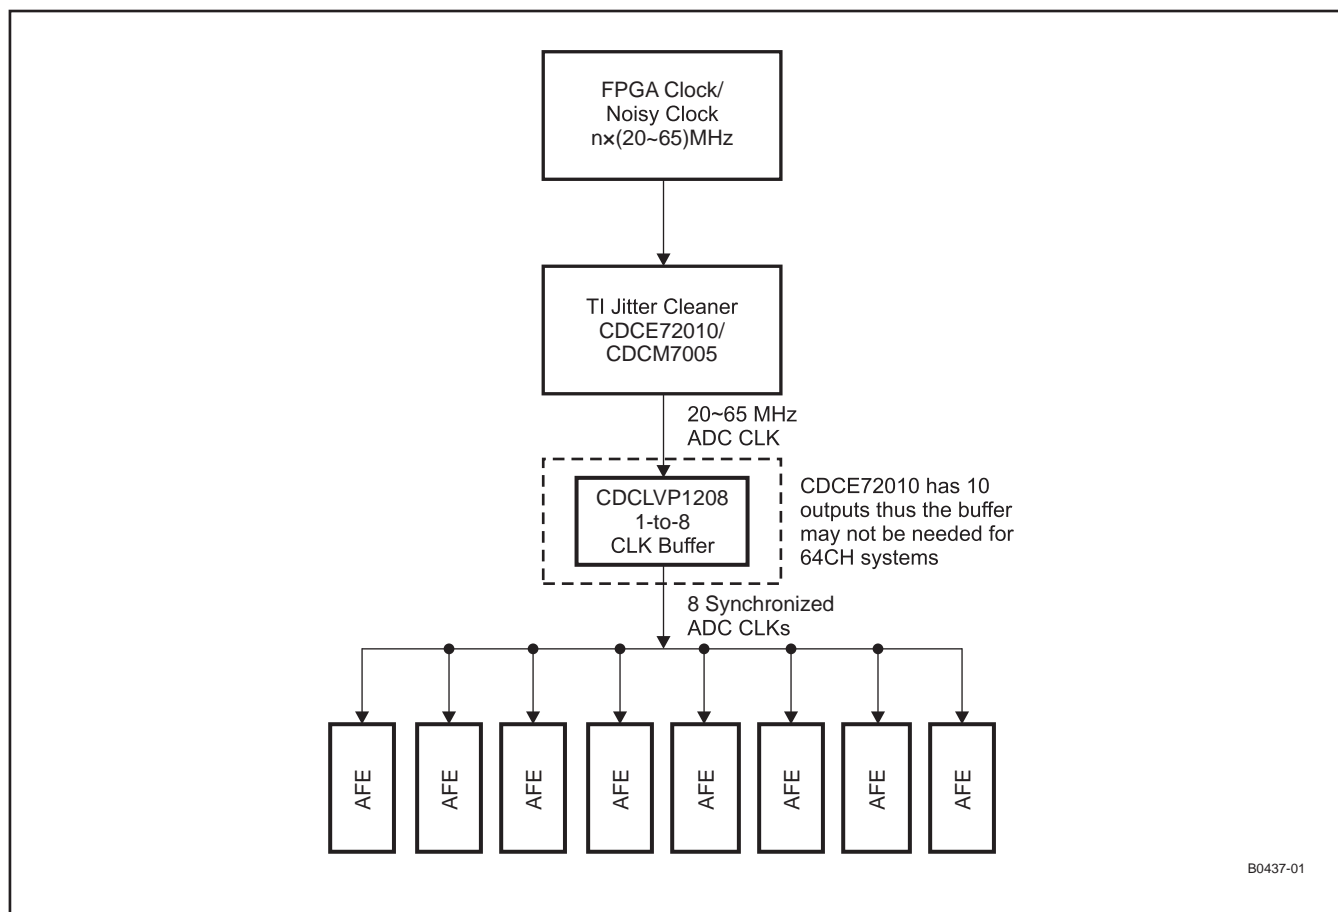 FPGA Clock/
Noisy Clock
n×(20~65)MHz
TI Jitter Cleaner
CDCE72010/
CDCM7005
20~65 MHz
ADC CLK
CDCLVP1208
1-to-8
CLK Buffer
CDCE72010 has 10
outputs thus the buffer
may not be needed for
64CH systems
8 Synchronized
ADC CLKs
AFE
AFE
AFE
AFE
AFE
AFE
AFE
AFE
B0437-01